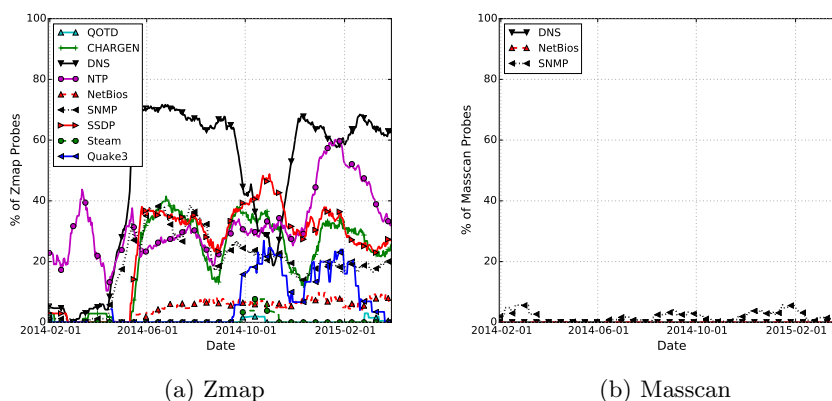 100
80
60
40
20
0
% of Zmap Probes
QOTD
CHARGEN
DNS
NTP
NetBios
SNMP
SSDP
Steam
Quake3
2014-02-01
2014-06-01
2014-10-01
2015-02-01
Date
(a) Zmap
100
80
60
40
20
0
% of Masscan Probes
DNS
NetBios
SNMP
2014-02-01
2014-06-01
2014-10-01
2015-02-01
Date
(b) Masscan